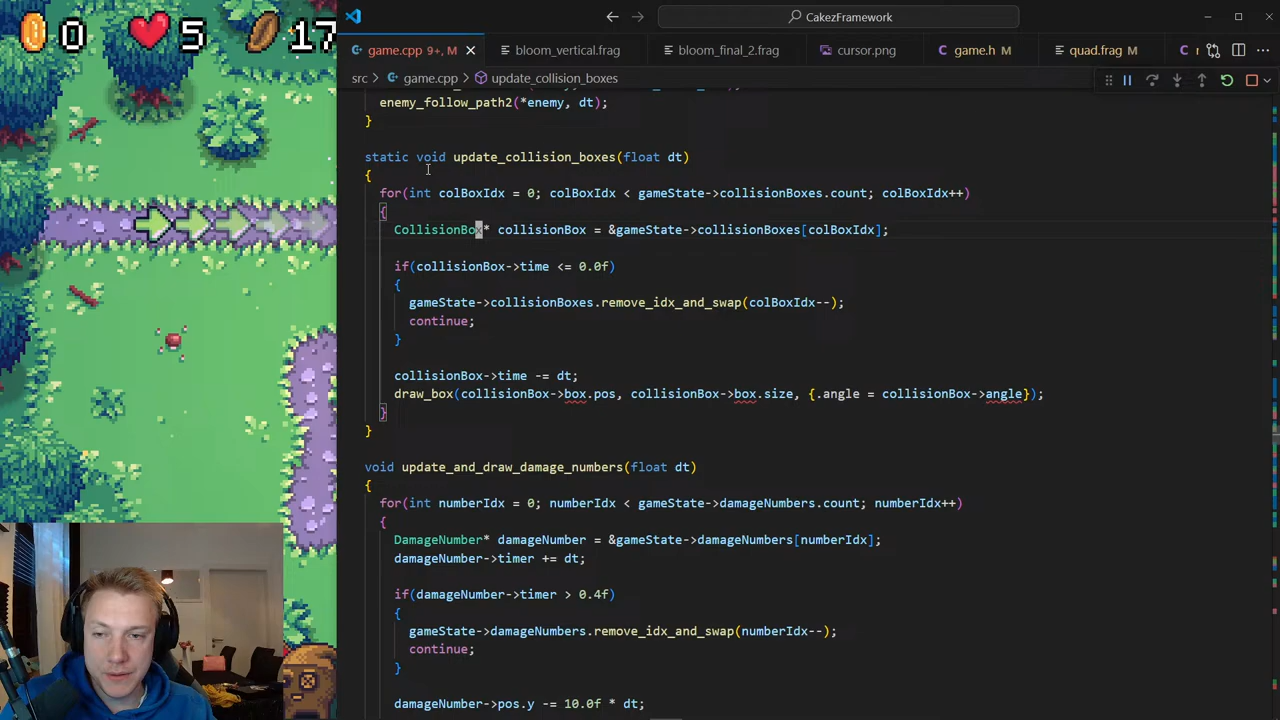 0 5 17
CakezFramework
game.cpp 9+, M bloom_vertical.frag bloom_final_2.frag cursor.png game.h M quad.frag M
src > game.cpp > update_collision_boxes
enemy_follow_path2(*enemy, dt);
}
static void update_collision_boxes(float dt)
{
for(int colBoxIdx = 0; colBoxIdx < gameState->collisionBoxes.count; colBoxIdx++)
{
CollisionBox* collisionBox = &gameState->collisionBoxes[colBoxIdx];
if(collisionBox->time <= 0.0f)
{
gameState->collisionBoxes.remove_idx_and_swap(colBoxIdx--);
continue;
}
collisionBox->time -= dt;
draw_box(collisionBox->box.pos, collisionBox->box.size, {.angle = collisionBox->angle});
}
}
void update_and_draw_damage_numbers(float dt)
{
for(int numberIdx = 0; numberIdx < gameState->damageNumbers.count; numberIdx++)
{
DamageNumber* damageNumber = &gameState->damageNumbers[numberIdx];
damageNumber->timer += dt;
if(damageNumber->timer > 0.4f)
{
gameState->damageNumbers.remove_idx_and_swap(numberIdx--);
continue;
}
damageNumber->pos.y -= 10.0f * dt;